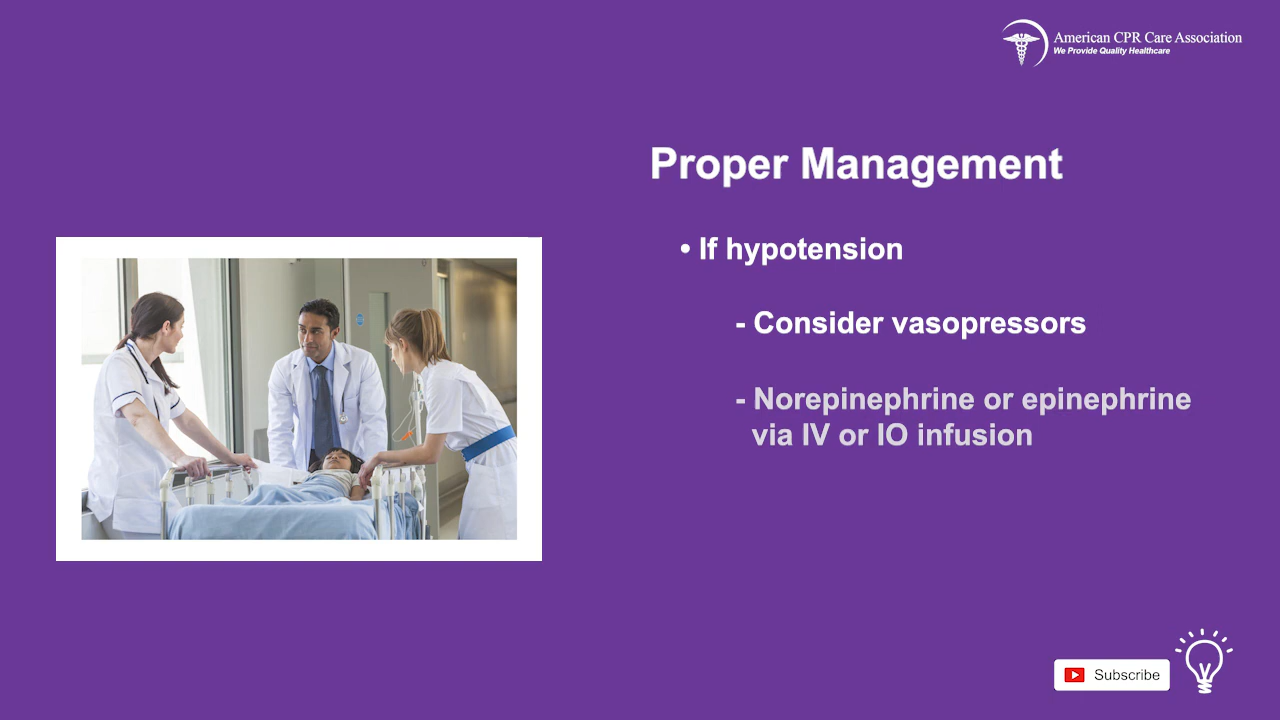 American CPR Care Association
We Provide Quality Healthcare
Proper Management
• If hypotension
- Consider vasopressors
- Norepinephrine or epinephrine
via IV or IO infusion
Subscribe